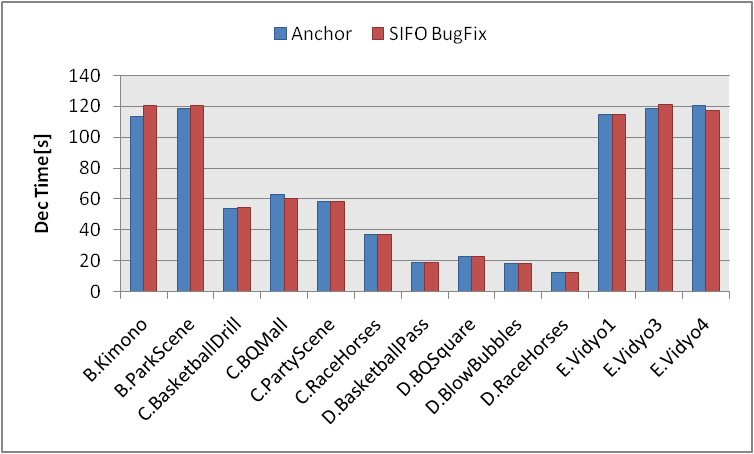 Anchor SIFO BugFix
Dec Time[s]
140
120
100
80
60
40
20
0
B.Kimono
B.ParkScene
C.BasketballDrill
C.BQMall
C.PartyScene
C.RaceHorses
D.BasketballPass
D.BQSquare
D.BlowBubbles
D.RaceHorses
E.Vidyo1
E.Vidyo3
E.Vidyo4